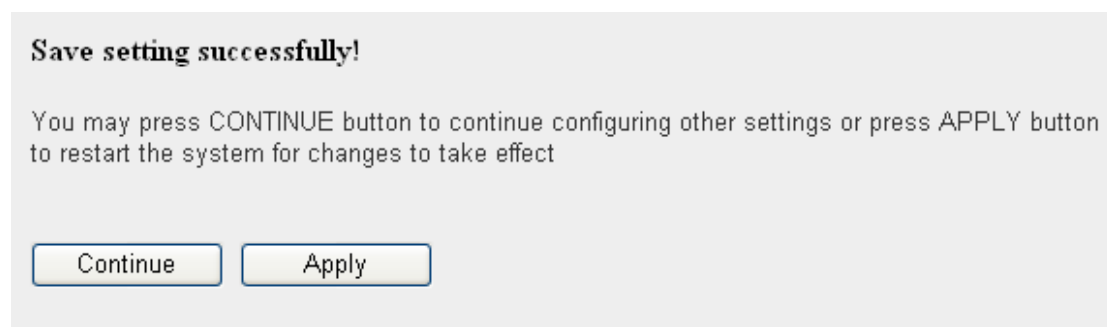 Save setting successfully!
You may press CONTINUE button to continue configuring other settings or press APPLY button
to restart the system for changes to take effect
Continue
Apply